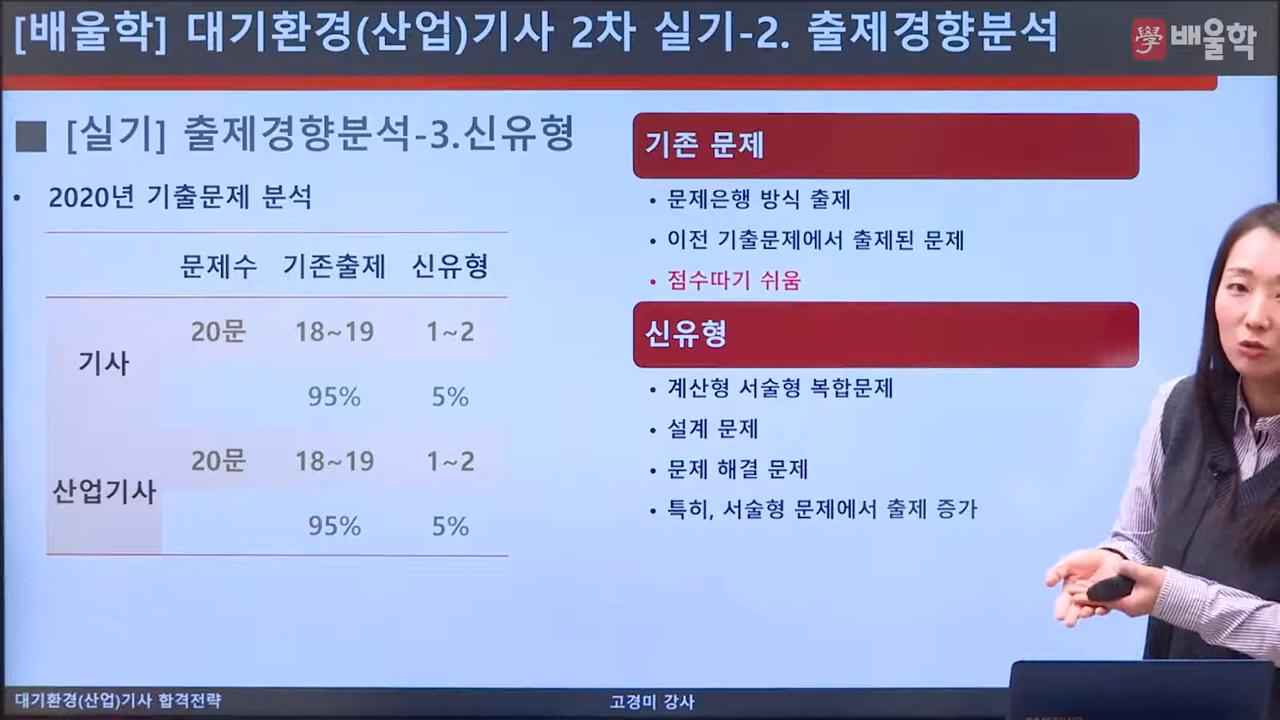 [배울학] 대기환경(산업)기사 2차 실기-2. 출제경향분석
學 배울학
■ [실기] 출제경향분석-3.신유형
• 2020년 기출문제 분석
문제수 기존출제 신유형
기사 20문 18~19 1~2
95% 5%
산업기사 20문 18~19 1~2
95% 5%
기존 문제
• 문제은행 방식 출제
• 이전 기출문제에서 출제된 문제
• 점수따기 쉬움
신유형
• 계산형 서술형 복합문제
• 설계 문제
• 문제 해결 문제
• 특히, 서술형 문제에서 출제 증가
대기환경(산업)기사 합격전략
고경미 강사